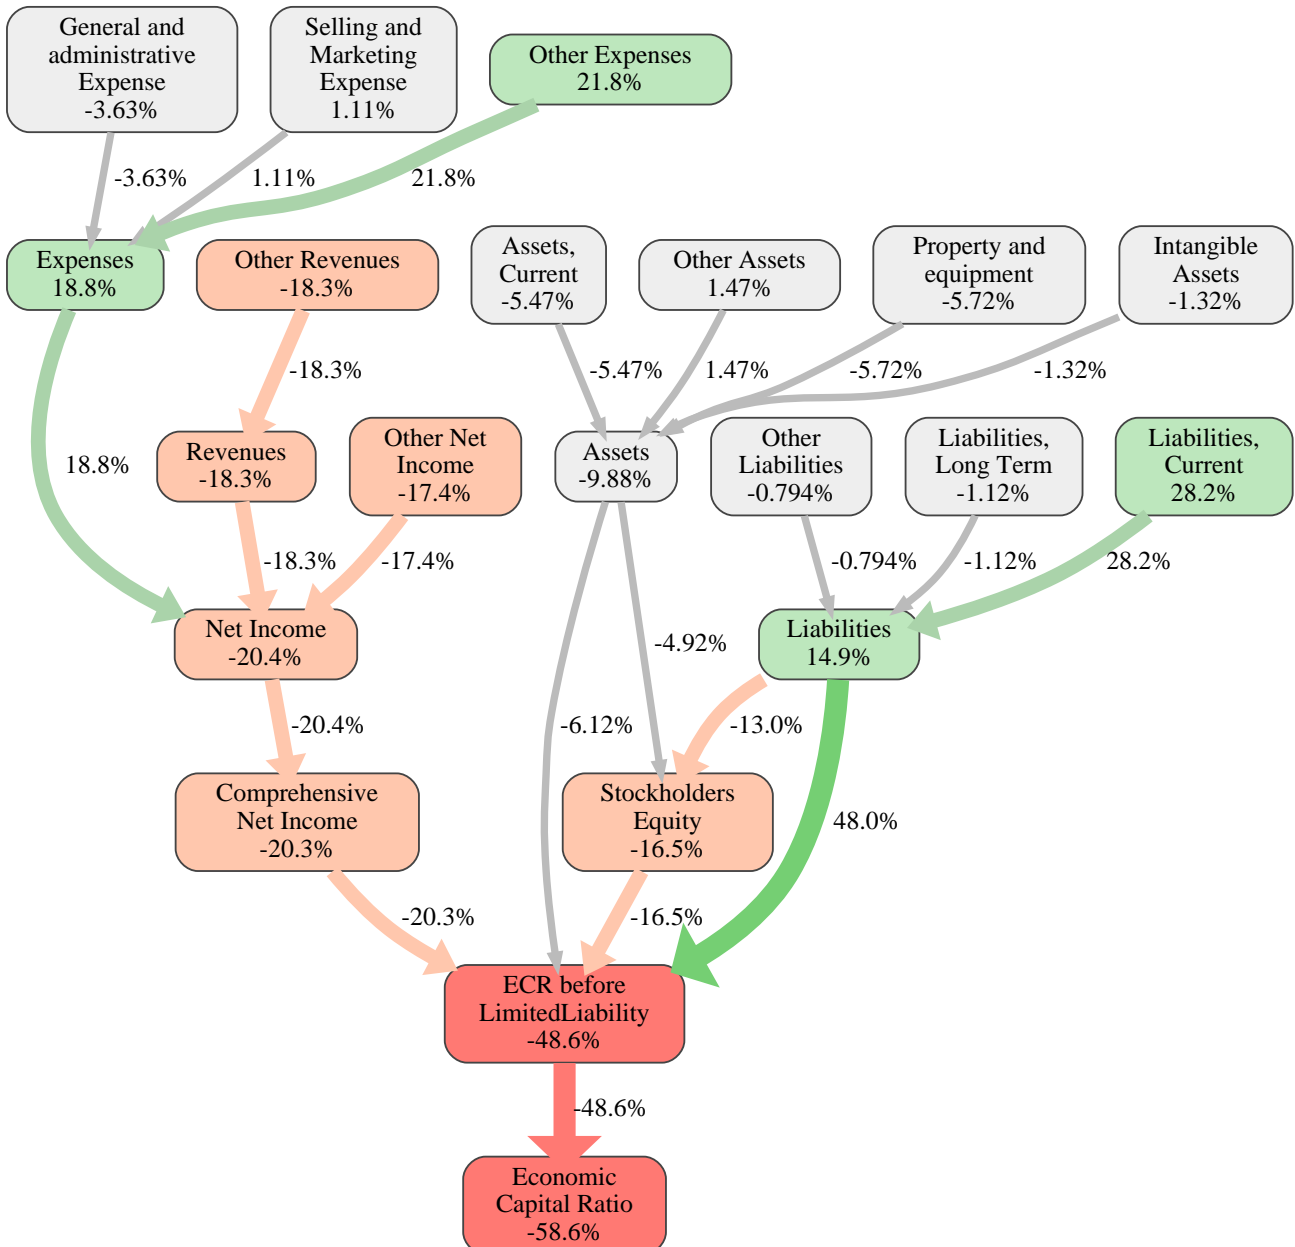 General and
administrative
Expense
-3.63%
Selling and
Marketing
Expense
1.11%
Other Expenses
21.8%
-3.63%
1.11%
21.8%
Expenses
18.8%
Other Revenues
-18.3%
Assets,
Current
-5.47%
Other Assets
1.47%
Property and
equipment
-5.72%
Intangible
Assets
-1.32%
-18.3%
-5.47%
1.47%
-5.72%
-1.32%
18.8%
Revenues
-18.3%
Other Net
Income
-17.4%
Assets
-9.88%
Other
Liabilities
-0.794%
Liabilities,
Long Term
-1.12%
Liabilities,
Current
28.2%
-18.3%
-17.4%
-0.794%
-1.12%
28.2%
Net Income
-20.4%
-4.92%
Liabilities
14.9%
-20.4%
-6.12%
-13.0%
Comprehensive
Net Income
-20.3%
Stockholders
Equity
-16.5%
48.0%
-20.3%
-16.5%
ECR before
LimitedLiability
-48.6%
-48.6%
Economic
Capital Ratio
-58.6%